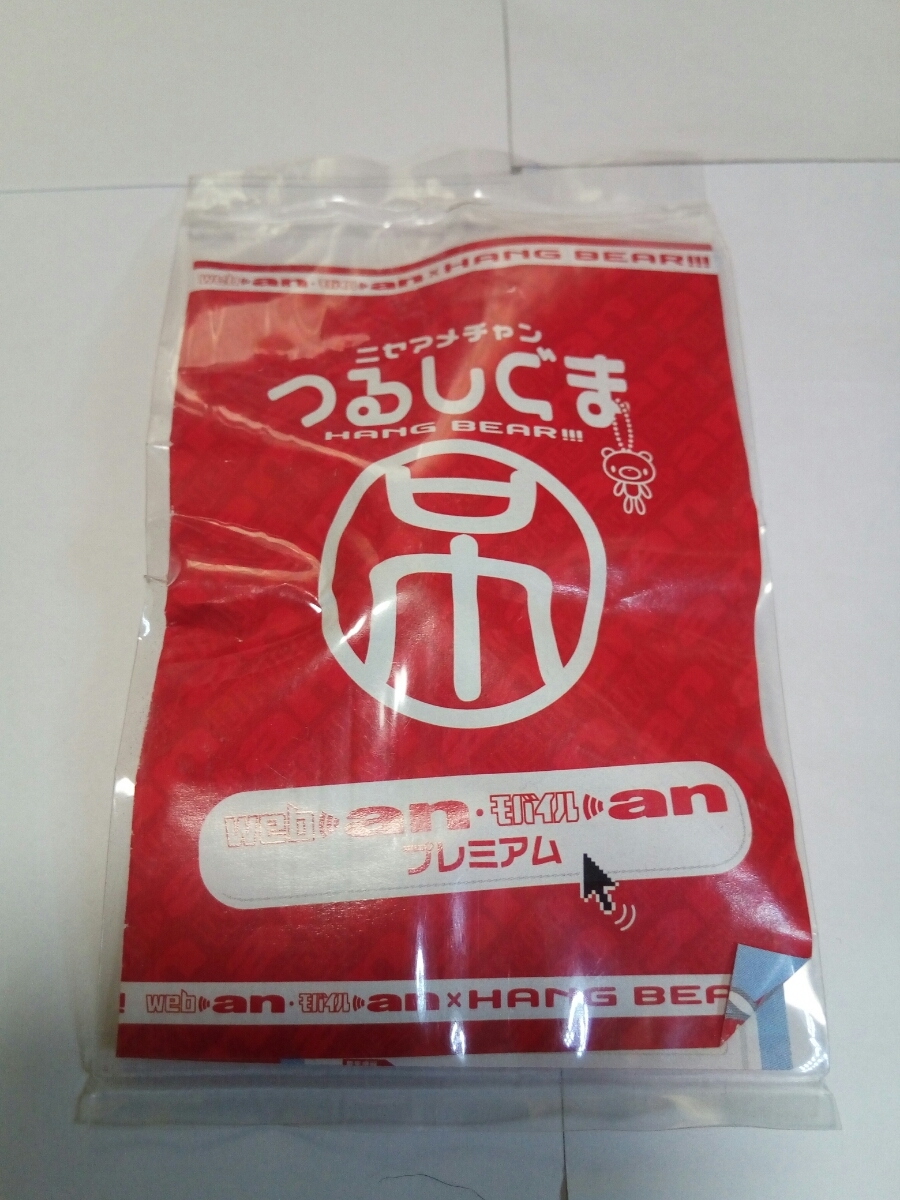 web an・モバイル an×HANG BEAR!!!
ニセアメチャン
つるしぐま
HANG BEAR!!!
吊
web an・モバイル an
プレミアム
! web an・モバイル an×HANG BEA